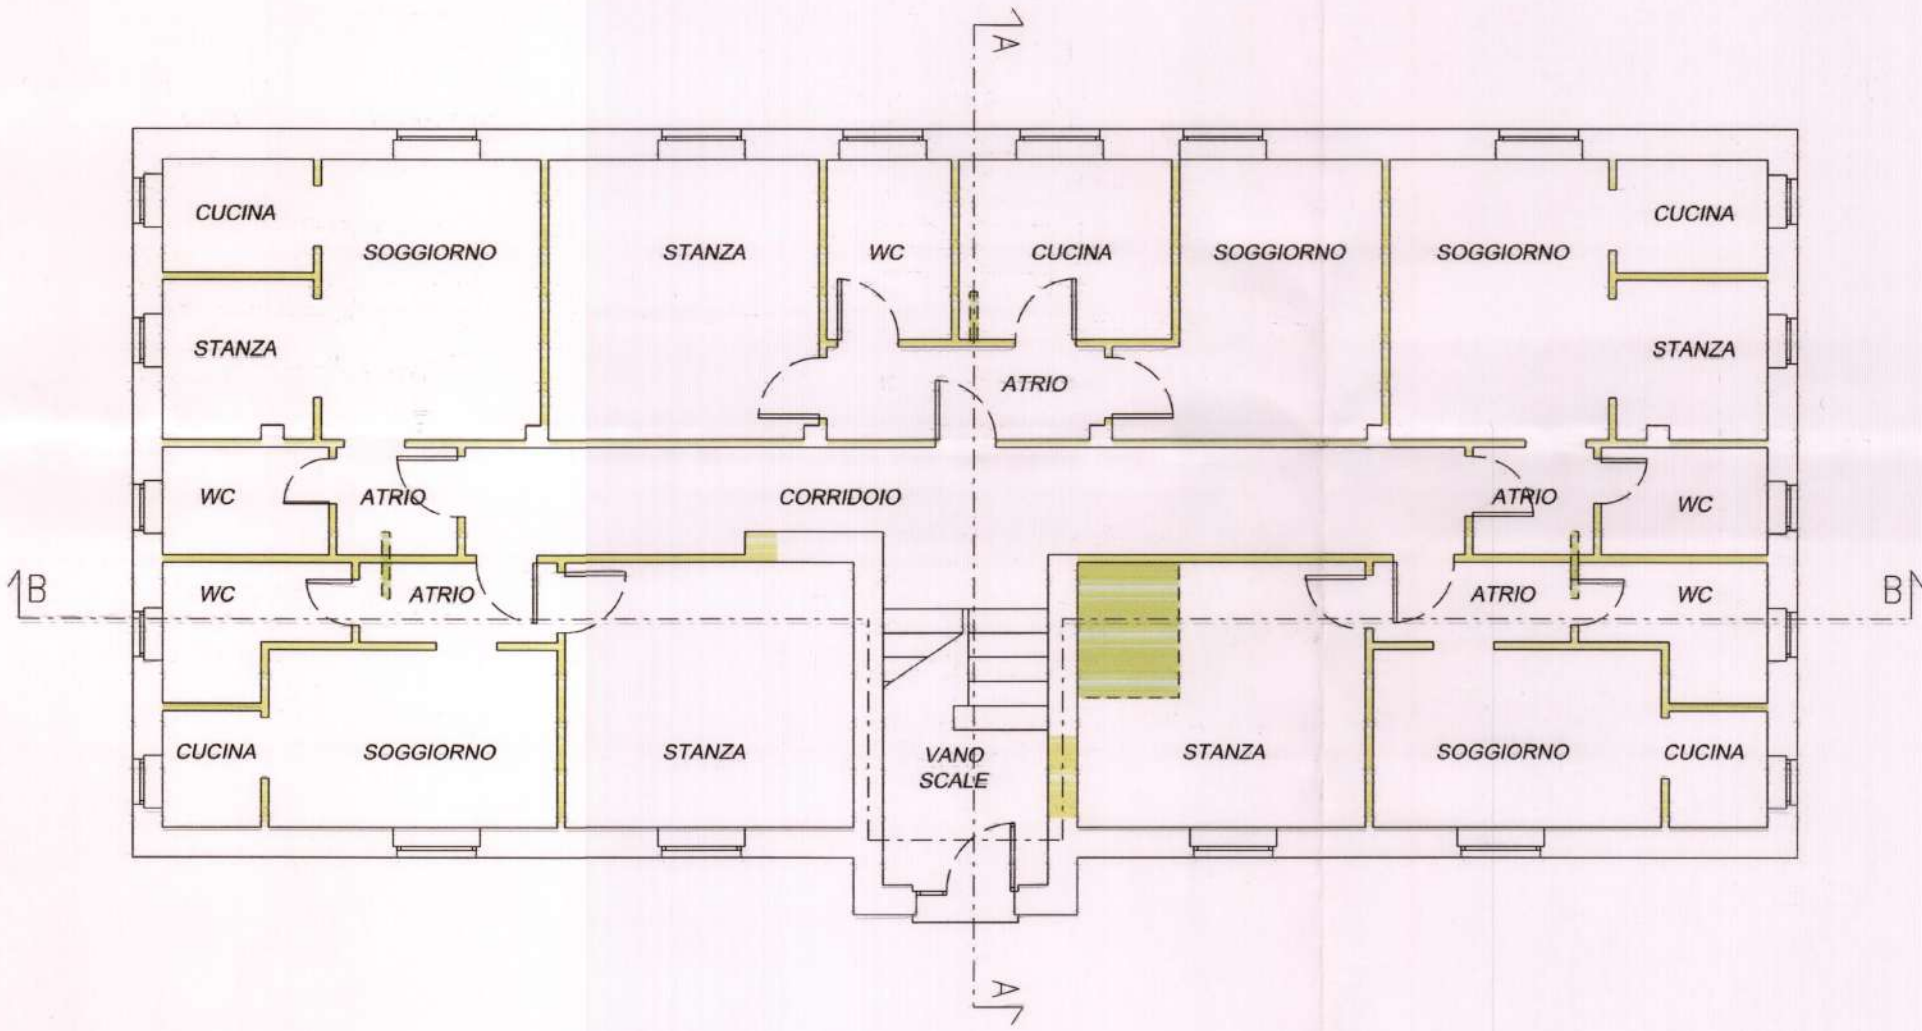 A
CUCINA
CUCINA
SOGGIORNO
STANZA
WC
CUCINA
SOGGIORNO
SOGGIORNO
STANZA
STANZA
ATRIO
WC
ATRIO
CORRIDOIO
ATRIO
WC
B
WC
ATRIO
ATRIO
WC
B
CUCINA
SOGGIORNO
STANZA
VANO
SCALE
STANZA
SOGGIORNO
CUCINA
A